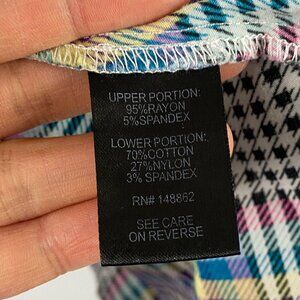 UPPER PORTION:
95%RAYON
5%SPANDEX
LOWER PORTION:
70%COTTON
27%NYLON
3% SPANDEX
RN# 148862
SEE CARE
ON REVERSE